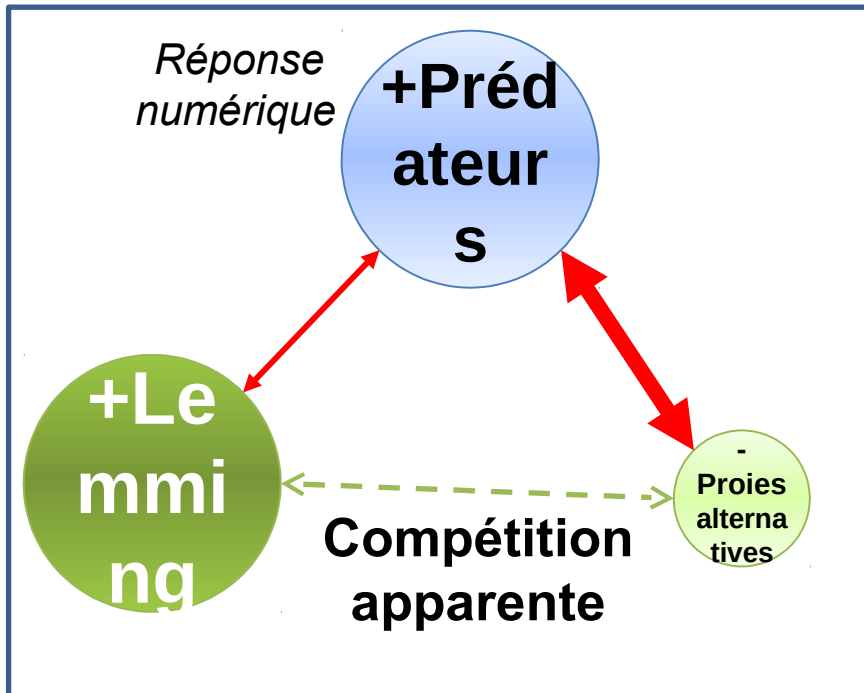 Réponse
numérique
+Préd
ateur
s
+Le
mmi
ng
-
Proies
alterna
tives
Compétition
apparente